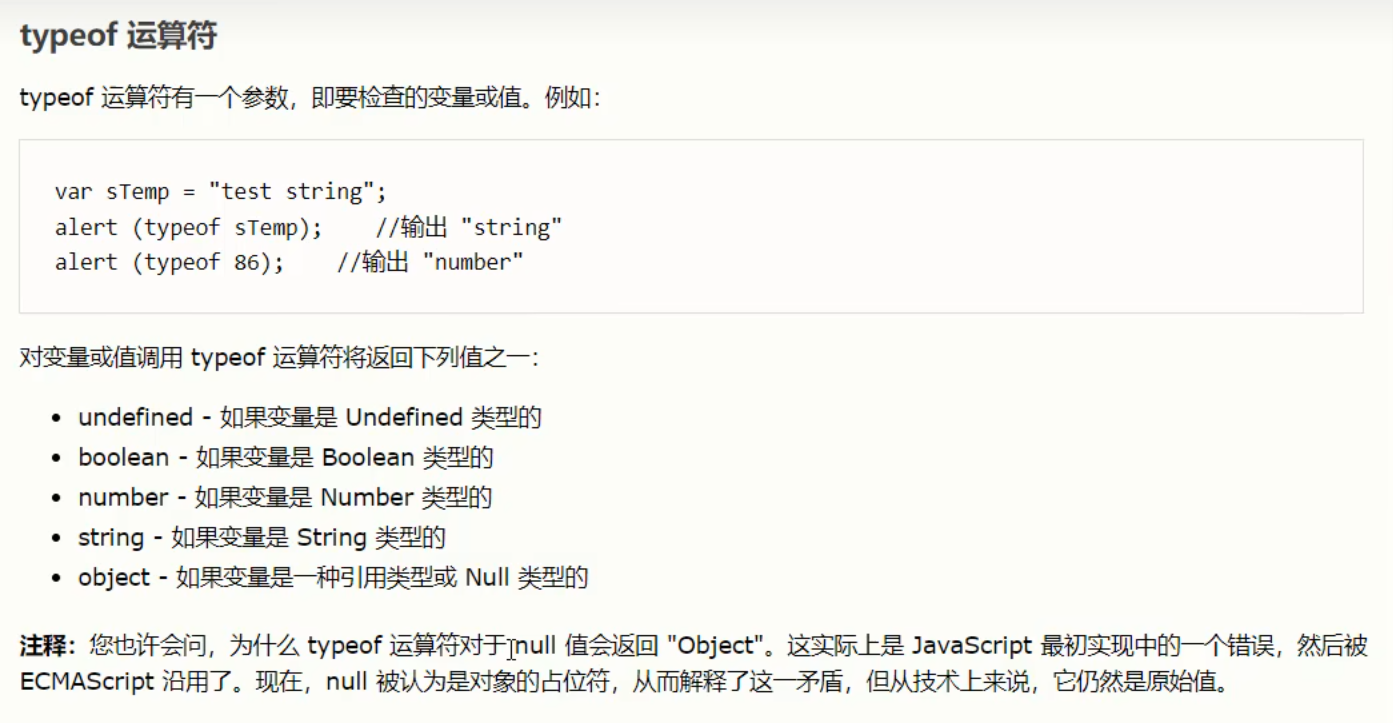 typeof 运算符
typeof 运算符有一个参数，即要检查的变量或值。例如：
var sTemp = "test string";
alert (typeof sTemp);    //输出 "string"
alert (typeof 86);    //输出 "number"
对变量或值调用 typeof 运算符将返回下列值之一：
• undefined - 如果变量是 Undefined 类型的
• boolean - 如果变量是 Boolean 类型的
• number - 如果变量是 Number 类型的
• string - 如果变量是 String 类型的
• object - 如果变量是一种引用类型或 Null 类型的
注释：您也许会问，为什么 typeof 运算符对于 null 值会返回 "Object"。这实际上是 JavaScript 最初实现中的一个错误，然后被
ECMAScript 沿用了。现在，null 被认为是对象的占位符，从而解释了这一矛盾，但从技术上来说，它仍然是原始值。